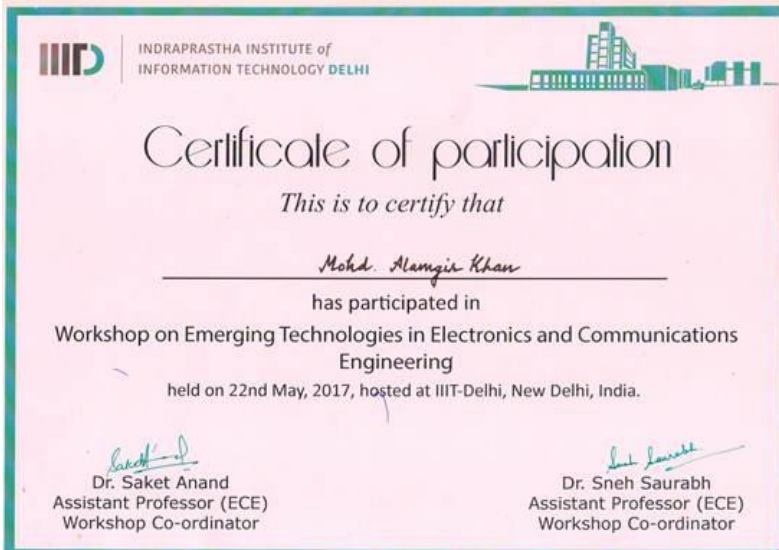 IIITD
INDRAPRASTHA INSTITUTE of
INFORMATION TECHNOLOGY DELHI
Certificate of participation
This is to certify that
Mohd. Alamgir Khan
has participated in
Workshop on Emerging Technologies in Electronics and Communications
Engineering
held on 22nd May, 2017, hosted at IIIT-Delhi, New Delhi, India.
Dr. Saket Anand
Assistant Professor (ECE)
Workshop Co-ordinator
Dr. Sneh Saurabh
Assistant Professor (ECE)
Workshop Co-ordinator